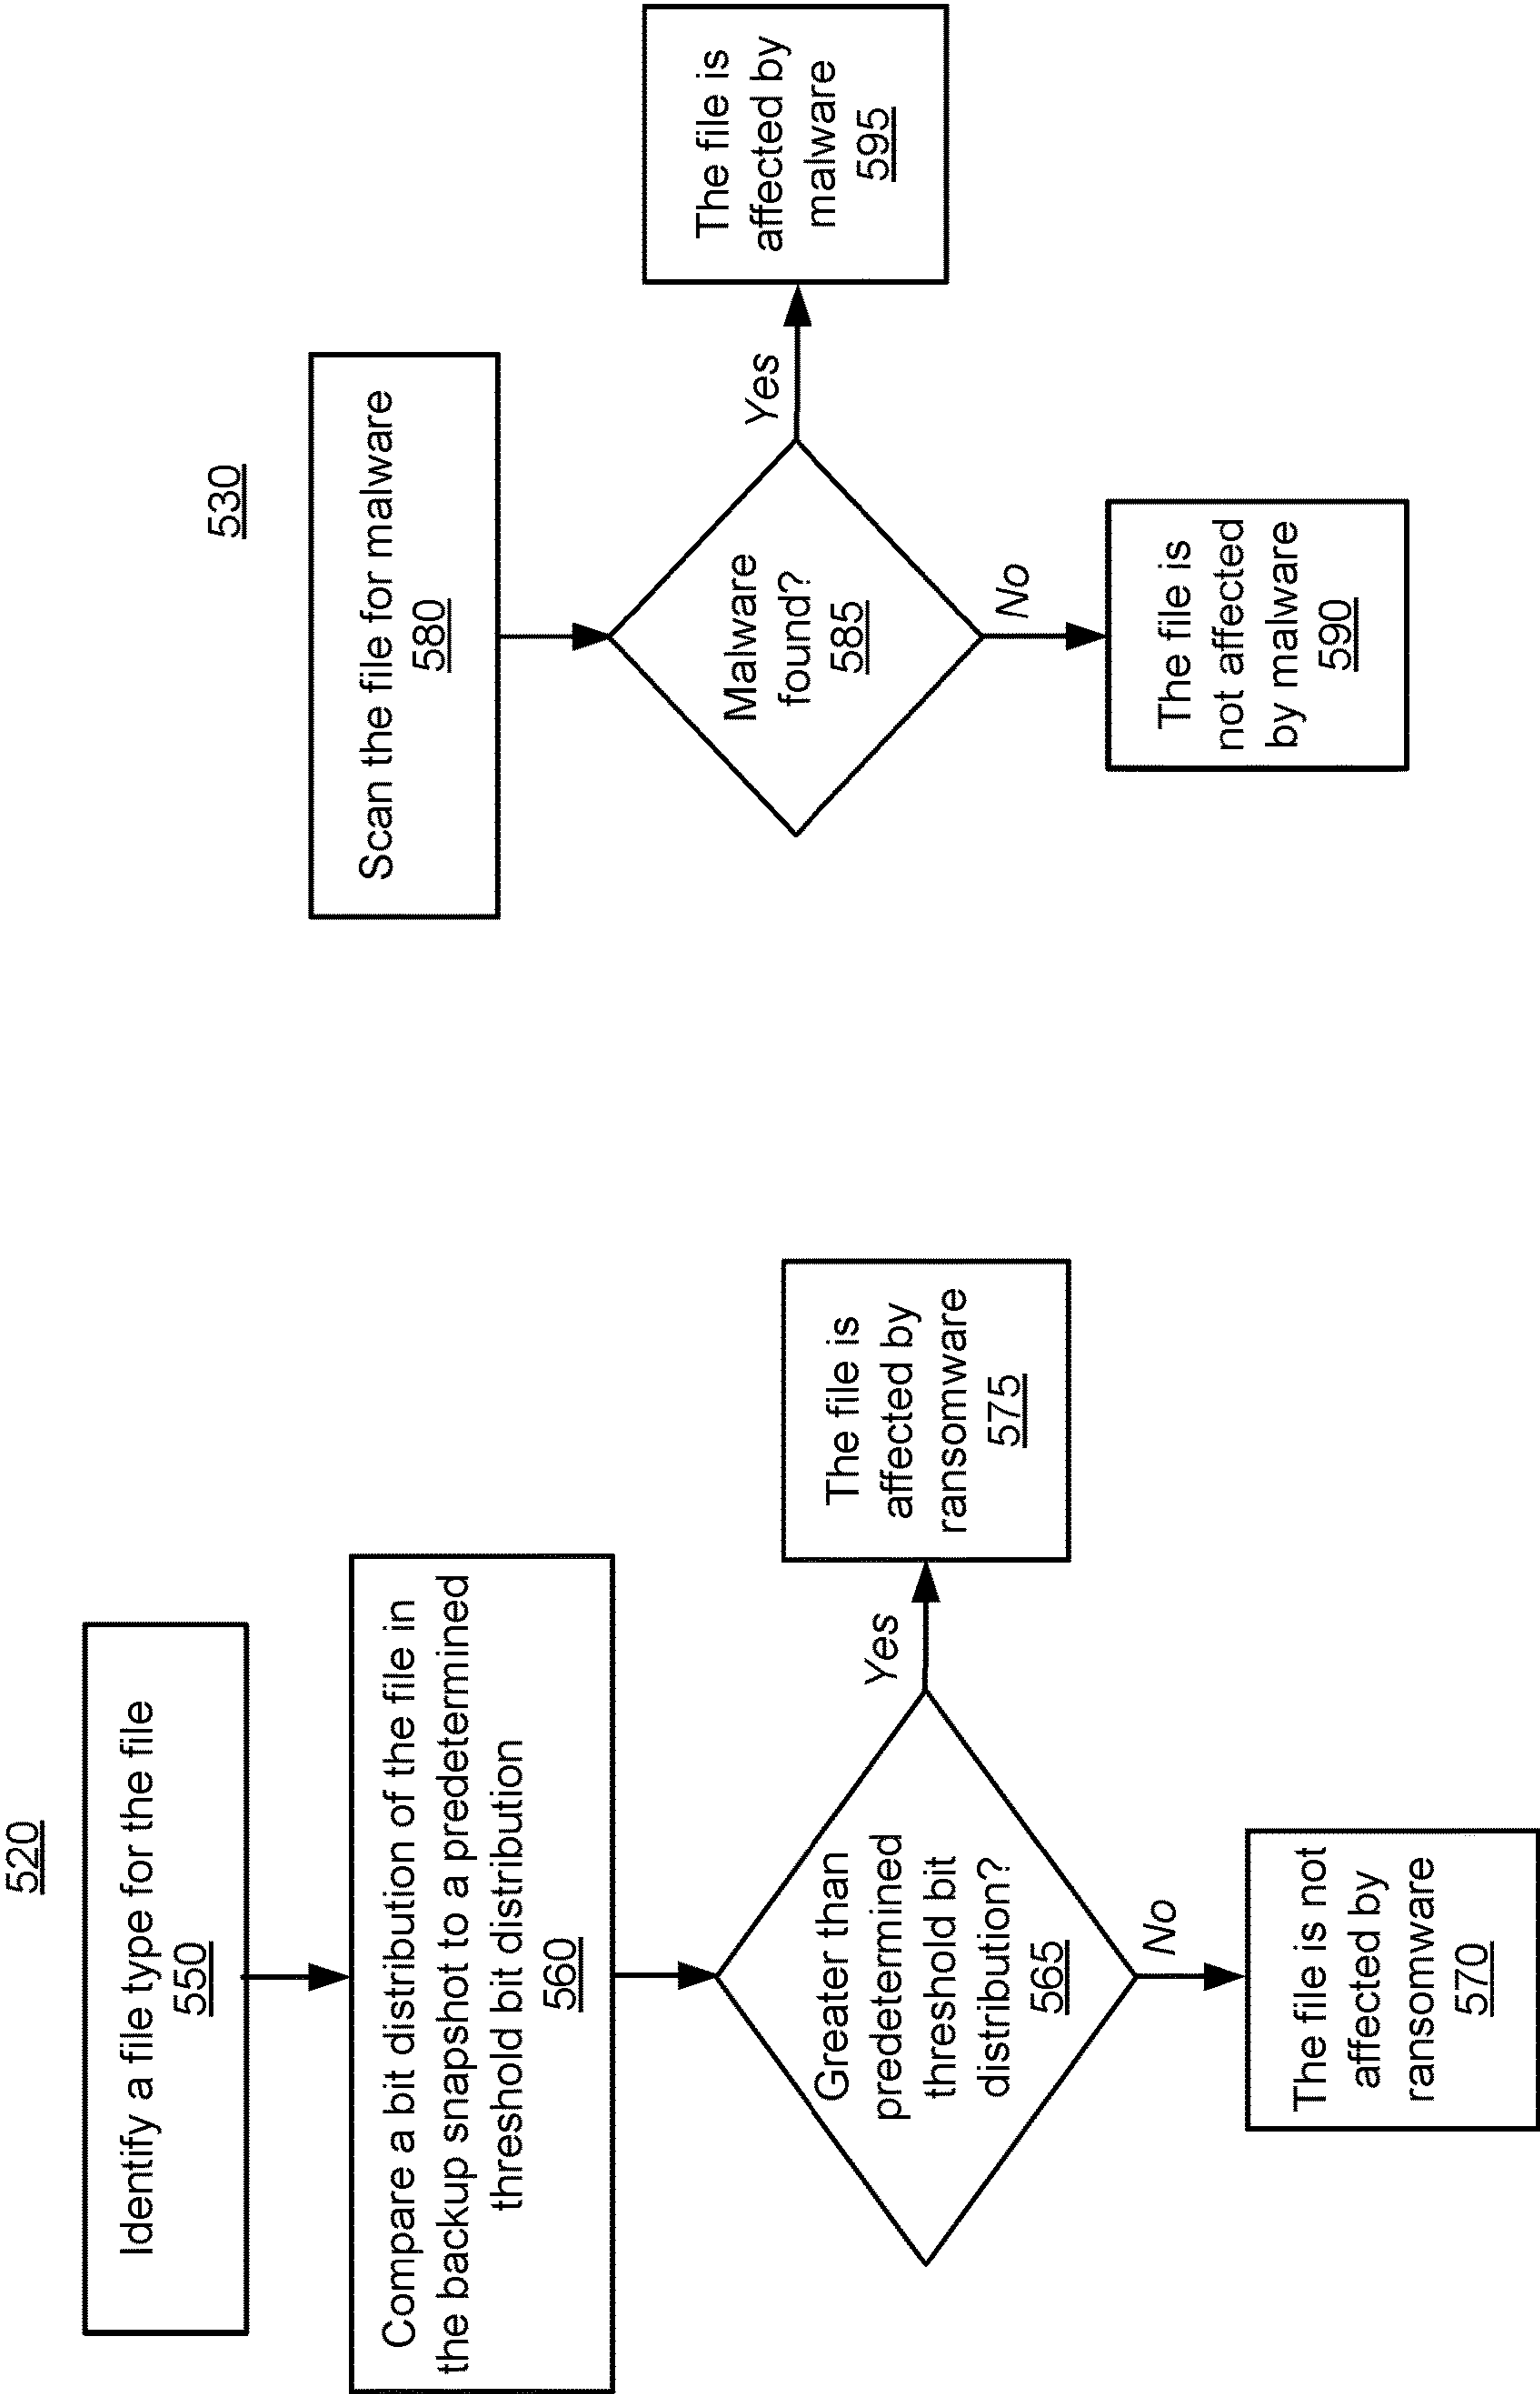 520
Identify a file type for the file
550
Compare a bit distribution of the file in
the backup snapshot to a predetermined
threshold bit distribution
560
Greater than
predetermined
threshold bit
distribution?
565
Yes
The file is
affected by
ransomware
575
No
The file is not
affected by
ransomware
570
530
Scan the file for malware
580
Malware
found?
585
Yes
The file is
affected by
malware
595
No
The file is
not affected
by malware
590